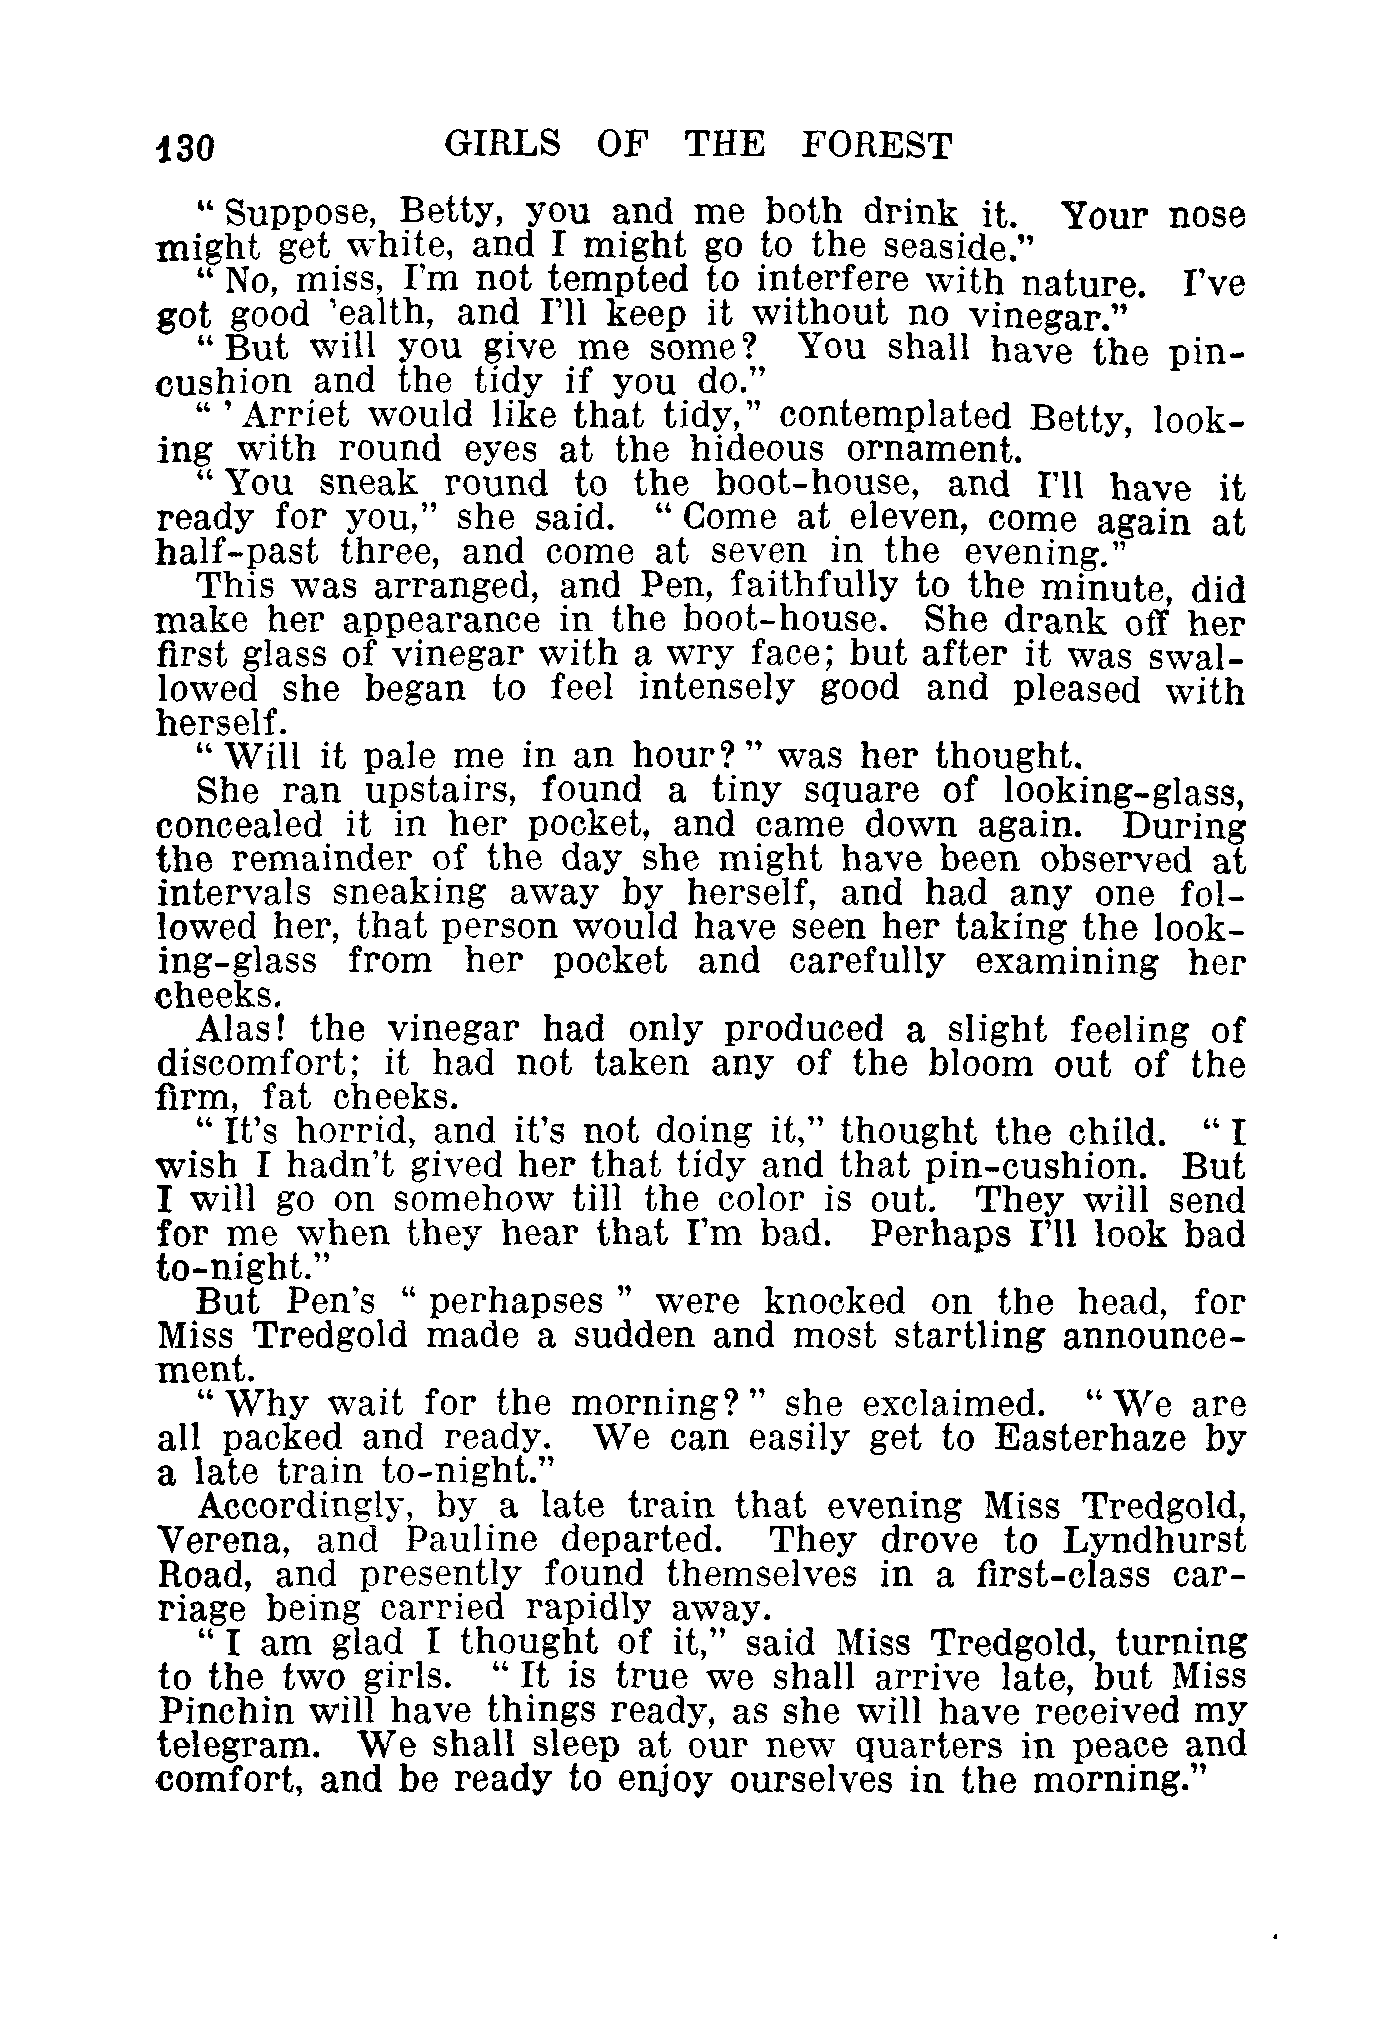 130 GIRLS OF THE FOREST
“ Suppose, Betty, you and me both drink it. Your nose
might get white, and I might go to the seaside.”
“ No, miss, I’m not tempted to interfere with nature. I’ve
got good ’ealth, and I’ll keep it without no vinegar.”
“ But will you give me some? You shall have the pin-
cushion and the tidy if you do.”
“ ’Arriet would like that tidy,” contemplated Betty, look-
ing with round eyes at the hideous ornament.
“ You sneak round to the boot-house, and I’ll have it
ready for you,” she said. “ Come at eleven, come again at
half-past three, and come at seven in the evening.”
This was arranged, and Pen, faithfully to the minute, did
make her appearance in the boot-house. She drank off her
first glass of vinegar with a wry face; but after it was swal-
lowed she began to feel intensely good and pleased with
herself.
“ Will it pale me in an hour? ” was her thought.
She ran upstairs, found a tiny square of looking-glass,
concealed it in her pocket, and came down again. During
the remainder of the day she might have been observed at
intervals sneaking away by herself, and had any one fol-
lowed her, that person would have seen her taking the look-
ing-glass from her pocket and carefully examining her
cheeks.
Alas! the vinegar had only produced a slight feeling of
discomfort; it had not taken any of the bloom out of the
firm, fat cheeks.
“ It’s horrid, and it’s not doing it,” thought the child. “ I
wish I hadn’t gived her that tidy and that pin-cushion. But
I will go on somehow till the color is out. They will send
for me when they hear that I’m bad. Perhaps I’ll look bad
to-night.”
But Pen’s “ perhapses ” were knocked on the head, for
Miss Tredgold made a sudden and most startling announce-
ment.
“ Why wait for the morning? ” she exclaimed. “ We are
all packed and ready. We can easily get to Easterhaze by
a late train to-night.”
Accordingly, by a late train that evening Miss Tredgold,
Verena, and Pauline departed. They drove to Lyndhurst
Road, and presently found themselves in a first-class car-
riage being carried rapidly away.
“ I am glad I thought of it,” said Miss Tredgold, turning
to the two girls. “ It is true we shall arrive late, but Miss
Pinchin will have things ready, as she will have received my
telegram. We shall sleep at our new quarters in peace and
comfort, and be ready to enjoy ourselves in the morning.”